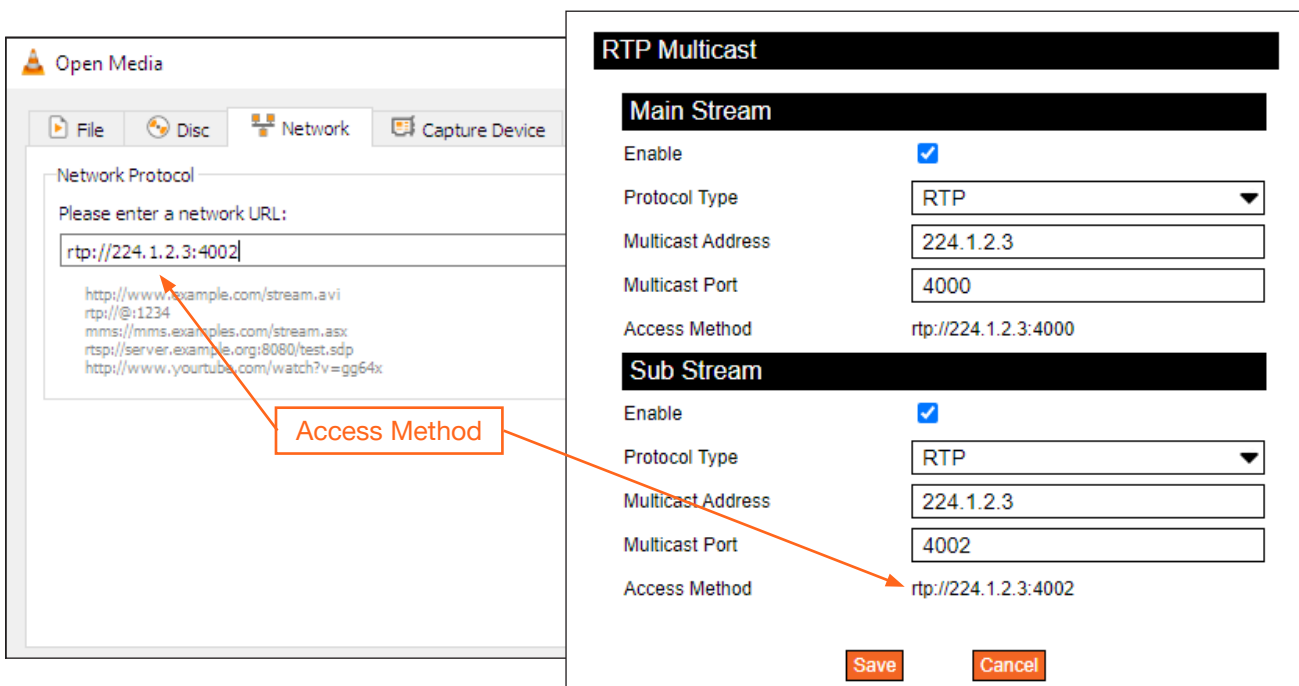 Open Media
File
Disc
Network
Capture Device
Network Protocol
Please enter a network URL:
rtp://224.1.2.3:4002
http://www.example.com/stream.avi
rtp://@:1234
mms://mms.examples.com/stream.asx
rtsp://server.example.org:8080/test.sdp
http://www.yourtube.com/watch?v=gg64x
Access Method
RTP Multicast
Main Stream
Enable
Protocol Type RTP
Multicast Address 224.1.2.3
Multicast Port 4000
Access Method rtp://224.1.2.3:4000
Sub Stream
Enable
Protocol Type RTP
Multicast Address 224.1.2.3
Multicast Port 4002
Access Method rtp://224.1.2.3:4002
Save Cancel